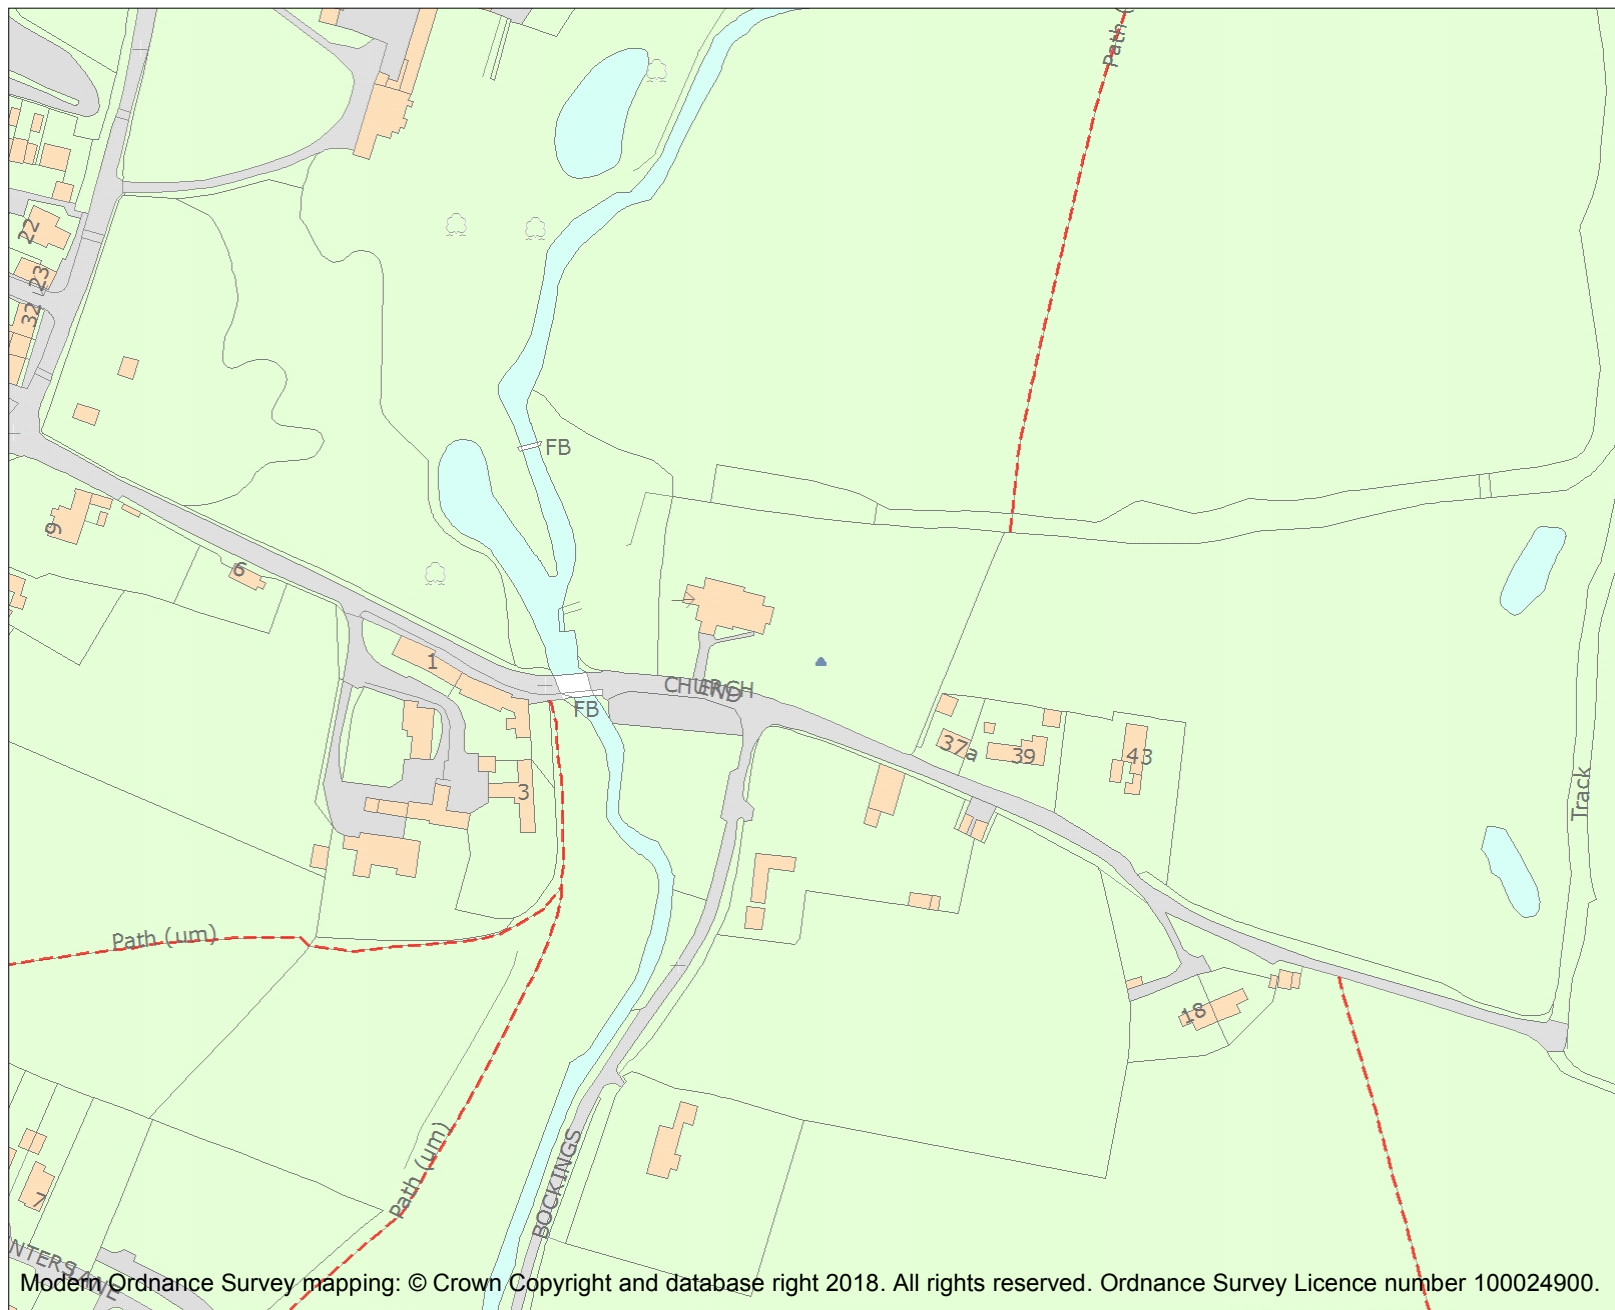 Path (
22
23
32
FB
9
6
1
CHURCH
END
FB
37a
39
43
3
Track
Path (um)
18
Path (um)
BOCKINGS
7
NTERS LANE
Modern Ordnance Survey mapping: © Crown Copyright and database right 2018. All rights reserved. Ordnance Survey Licence number 100024900.